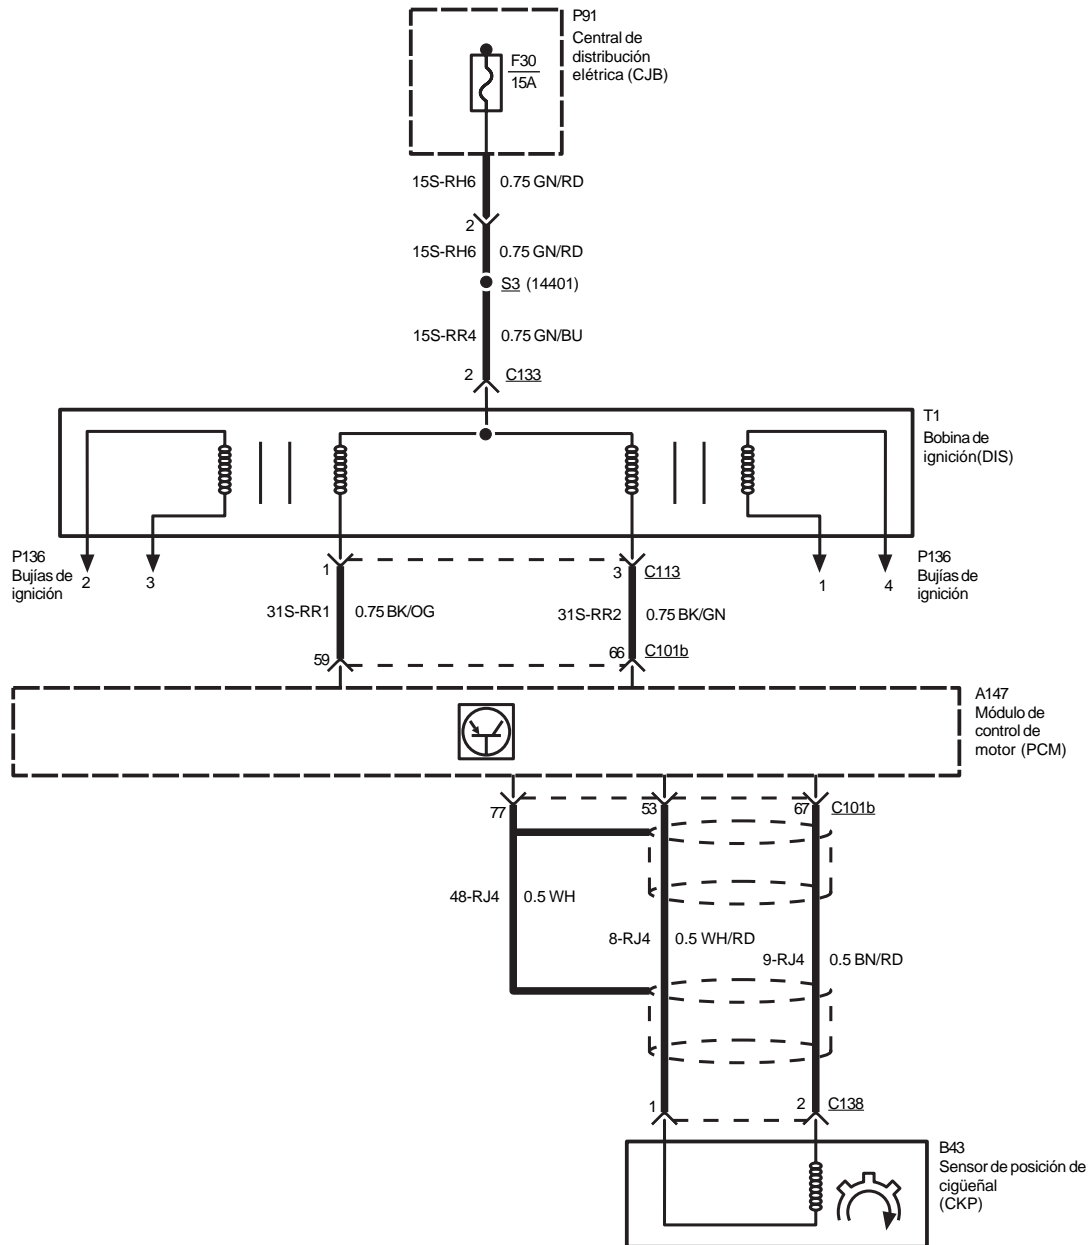 P91
Central de
distribución
elétrica (CJB)
F30
15A
15S-RH6 0.75 GN/RD
2
15S-RH6 0.75 GN/RD
S3 (14401)
15S-RR4 0.75 GN/BU
2 C133
T1
Bobina de
ignición(DIS)
P136
Bujías de
ignición
2 3
1 3 C113
1 4
P136
Bujías de
ignición
31S-RR1 0.75 BK/OG 31S-RR2 0.75 BK/GN
59 66 C101b
A147
Módulo de
control de
motor (PCM)
77 53 67 C101b
48-RJ4 0.5 WH
8-RJ4 0.5 WH/RD
9-RJ4 0.5 BN/RD
1 2 C138
B43
Sensor de posición de
cigüeñal
(CKP)